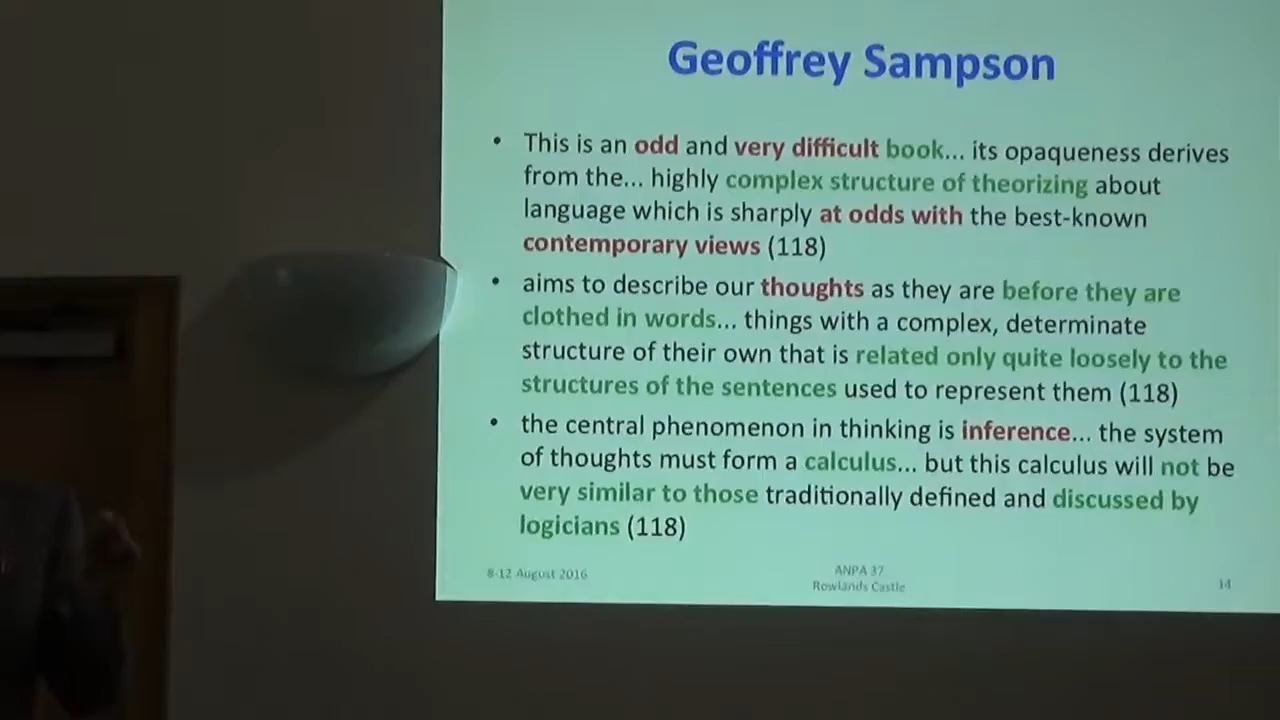 Geoffrey Sampson
• This is an odd and very difficult book... its opaqueness derives
from the... highly complex structure of theorizing about
language which is sharply at odds with the best-known
contemporary views (118)
• aims to describe our thoughts as they are before they are
clothed in words... things with a complex, determinate
structure of their own that is related only quite loosely to the
structures of the sentences used to represent them (118)
• the central phenomenon in thinking is inference... the system
of thoughts must form a calculus... but this calculus will not be
very similar to those traditionally defined and discussed by
logicians (118)
8-12 August 2016
ANPA 37
Rowlands Castle
14